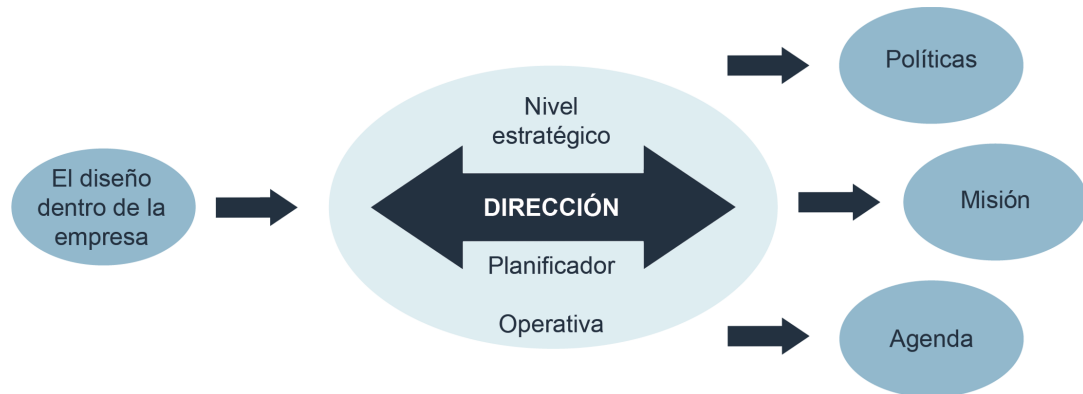 El diseño
dentro de la
empresa
Nivel
estratégico
DIRECCIÓN
Planificador
Operativa
Políticas
Misión
Agenda